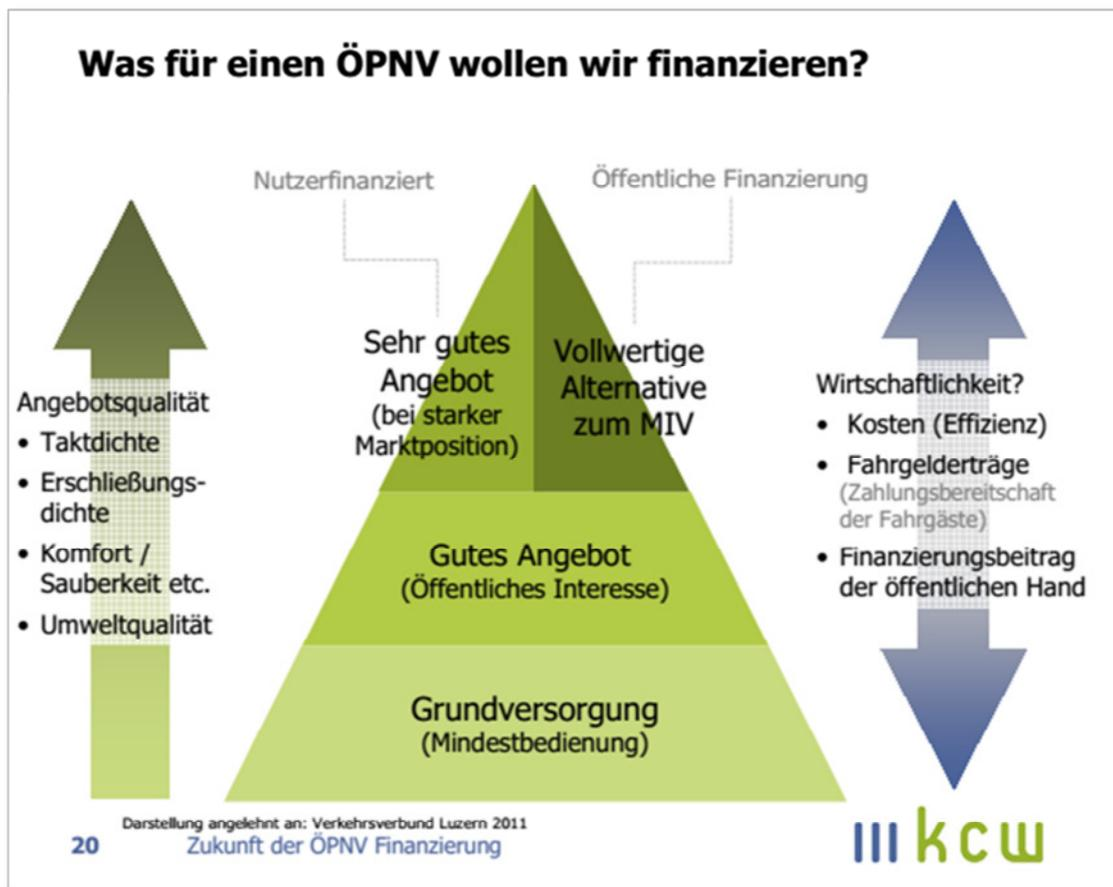 Was für einen ÖPNV wollen wir finanzieren?
Nutzerfinanziert
Öffentliche Finanzierung
Angebotsqualität
• Taktdichte
• Erschließungs-
dichte
• Komfort /
Sauberkeit etc.
• Umweltqualität
Sehr gutes
Angebot
(bei starker
Marktposition)
Vollwertige
Alternative
zum MIV
Gutes Angebot
(Öffentliches Interesse)
Grundversorgung
(Mindestbedienung)
Wirtschaftlichkeit?
• Kosten (Effizienz)
• Fahrgelderträge
(Zahlungsbereitschaft
der Fahrgäste)
• Finanzierungsbeitrag
der öffentlichen Hand
Darstellung angelehnt an: Verkehrsverbund Luzern 2011
20 Zukunft der ÖPNV Finanzierung
kcw